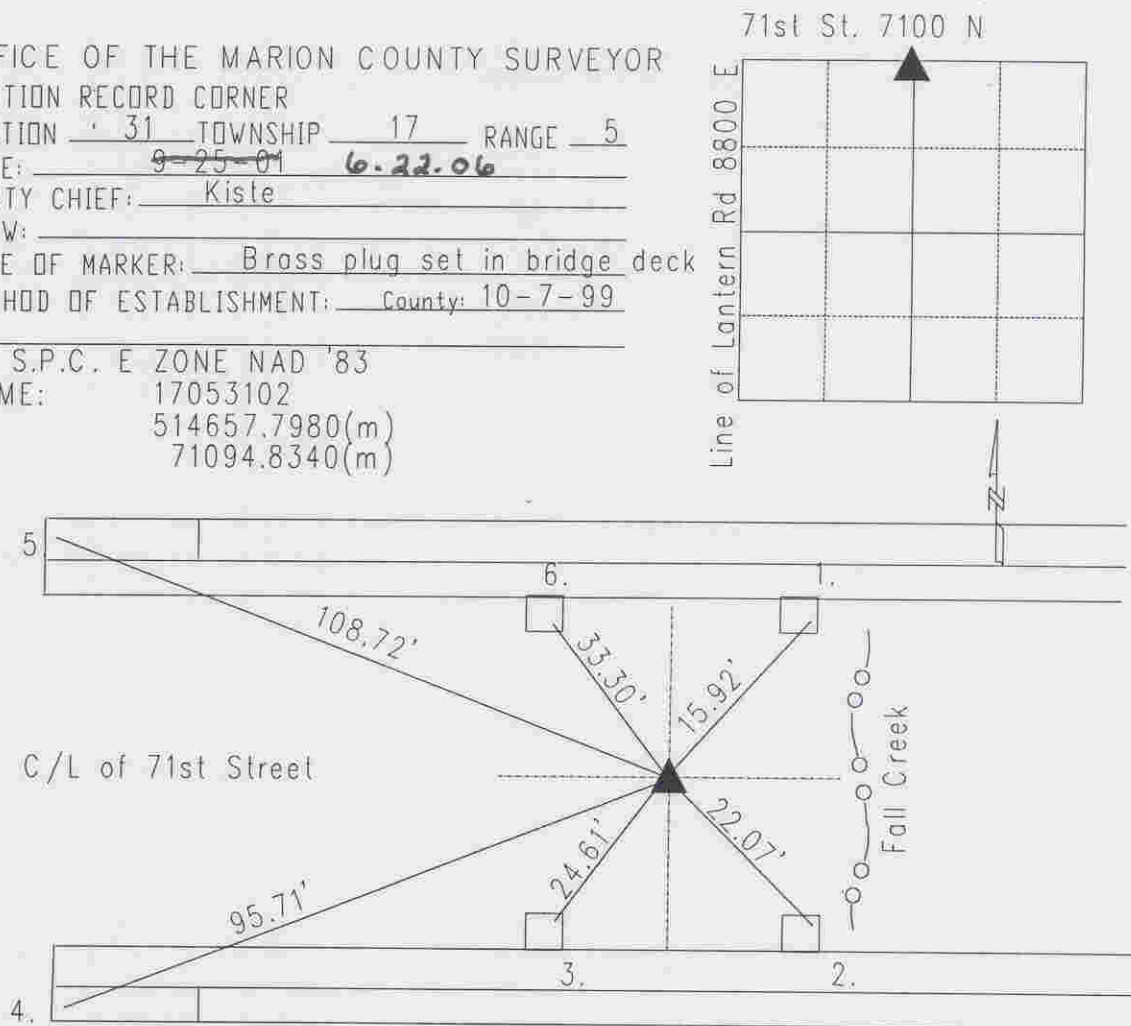 FICE OF THE MARION COUNTY SURVEYOR
TION RECORD CORNER
TION 31 TOWNSHIP 17 RANGE 5
E: 9-25-01 6.22.06
TY CHIEF: Kiste
W:
E OF MARKER: Brass plug set in bridge deck
HOD OF ESTABLISHMENT: County: 10-7-99
S.P.C. E ZONE NAD '83
ME: 17053102
514657.7980(m)
71094.8340(m)
71st St. 7100 N
Line of Lantern Rd 8800 E
N
5.
6.
1.
108.72'
33.30'
15.92'
C/L of 71st Street
Fall Creek
95.71'
24.61'
22.07'
4.
3.
2.